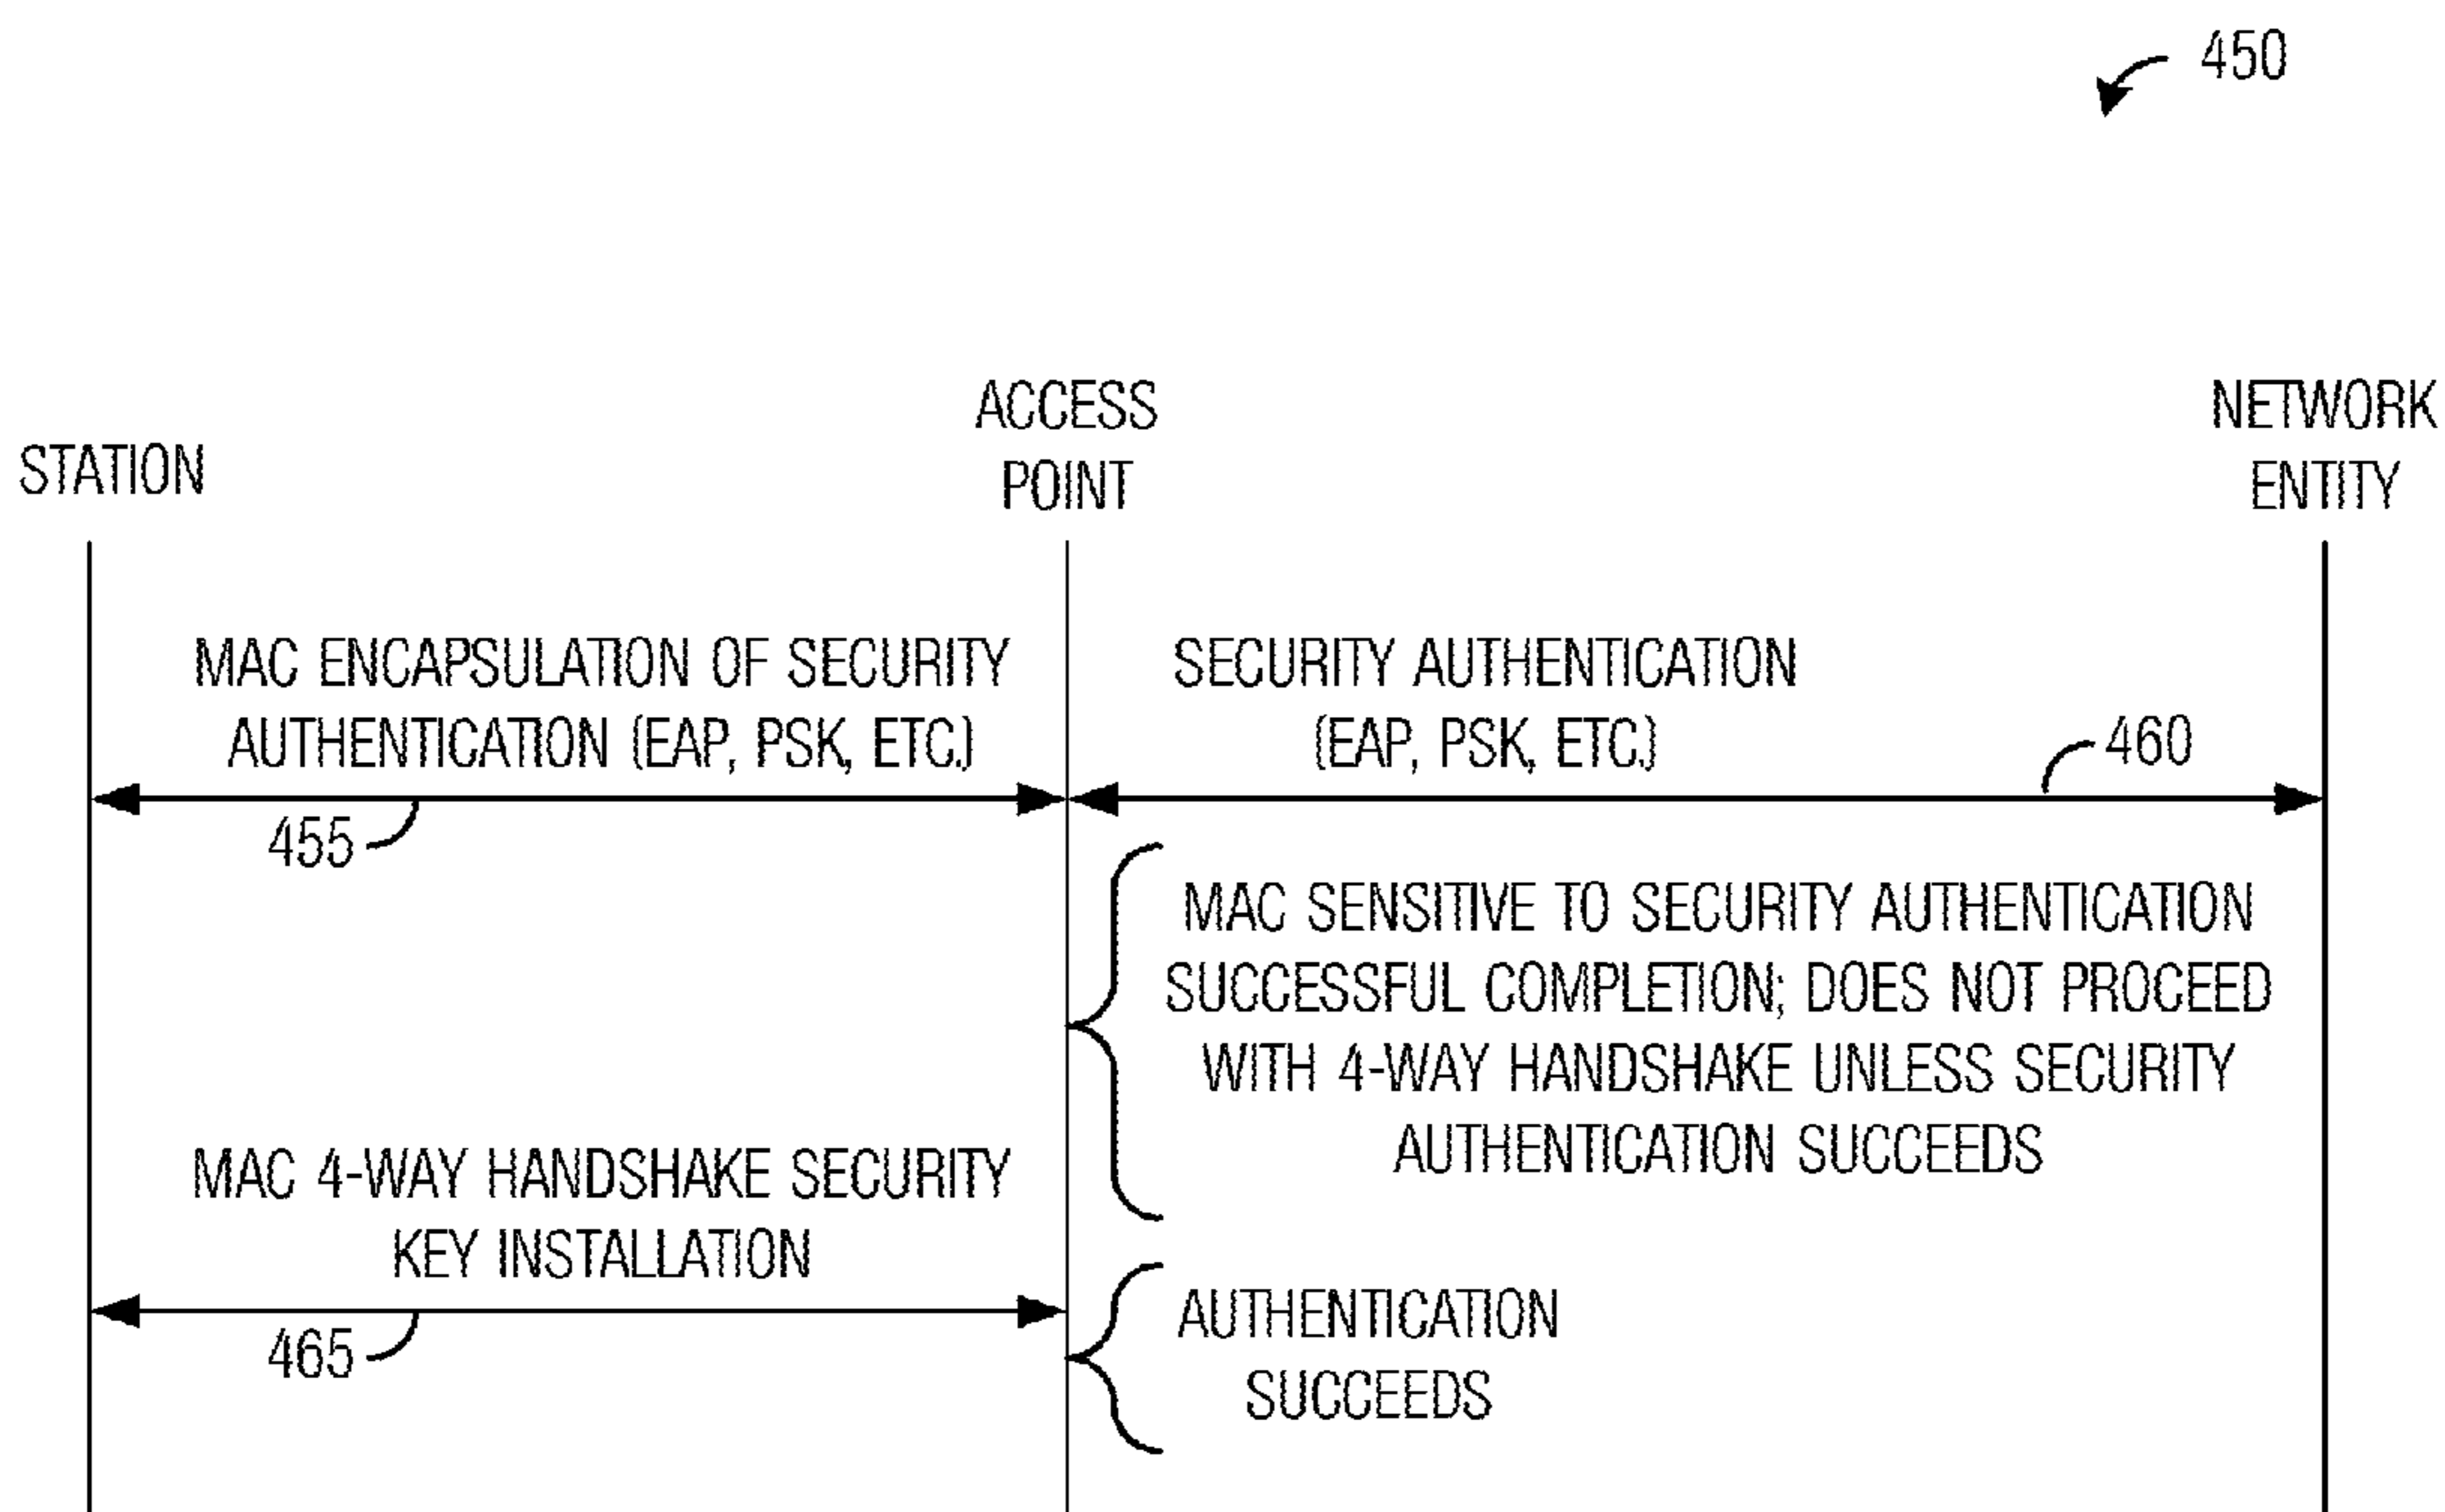 450
STATION
ACCESS
POINT
NETWORK
ENTITY
MAC ENCAPSULATION OF SECURITY
AUTHENTICATION (EAP, PSK, ETC.)
455
SECURITY AUTHENTICATION
(EAP, PSK, ETC.)
460
MAC SENSITIVE TO SECURITY AUTHENTICATION
SUCCESSFUL COMPLETION; DOES NOT PROCEED
WITH 4-WAY HANDSHAKE UNLESS SECURITY
AUTHENTICATION SUCCEEDS
MAC 4-WAY HANDSHAKE SECURITY
KEY INSTALLATION
465
AUTHENTICATION
SUCCEEDS